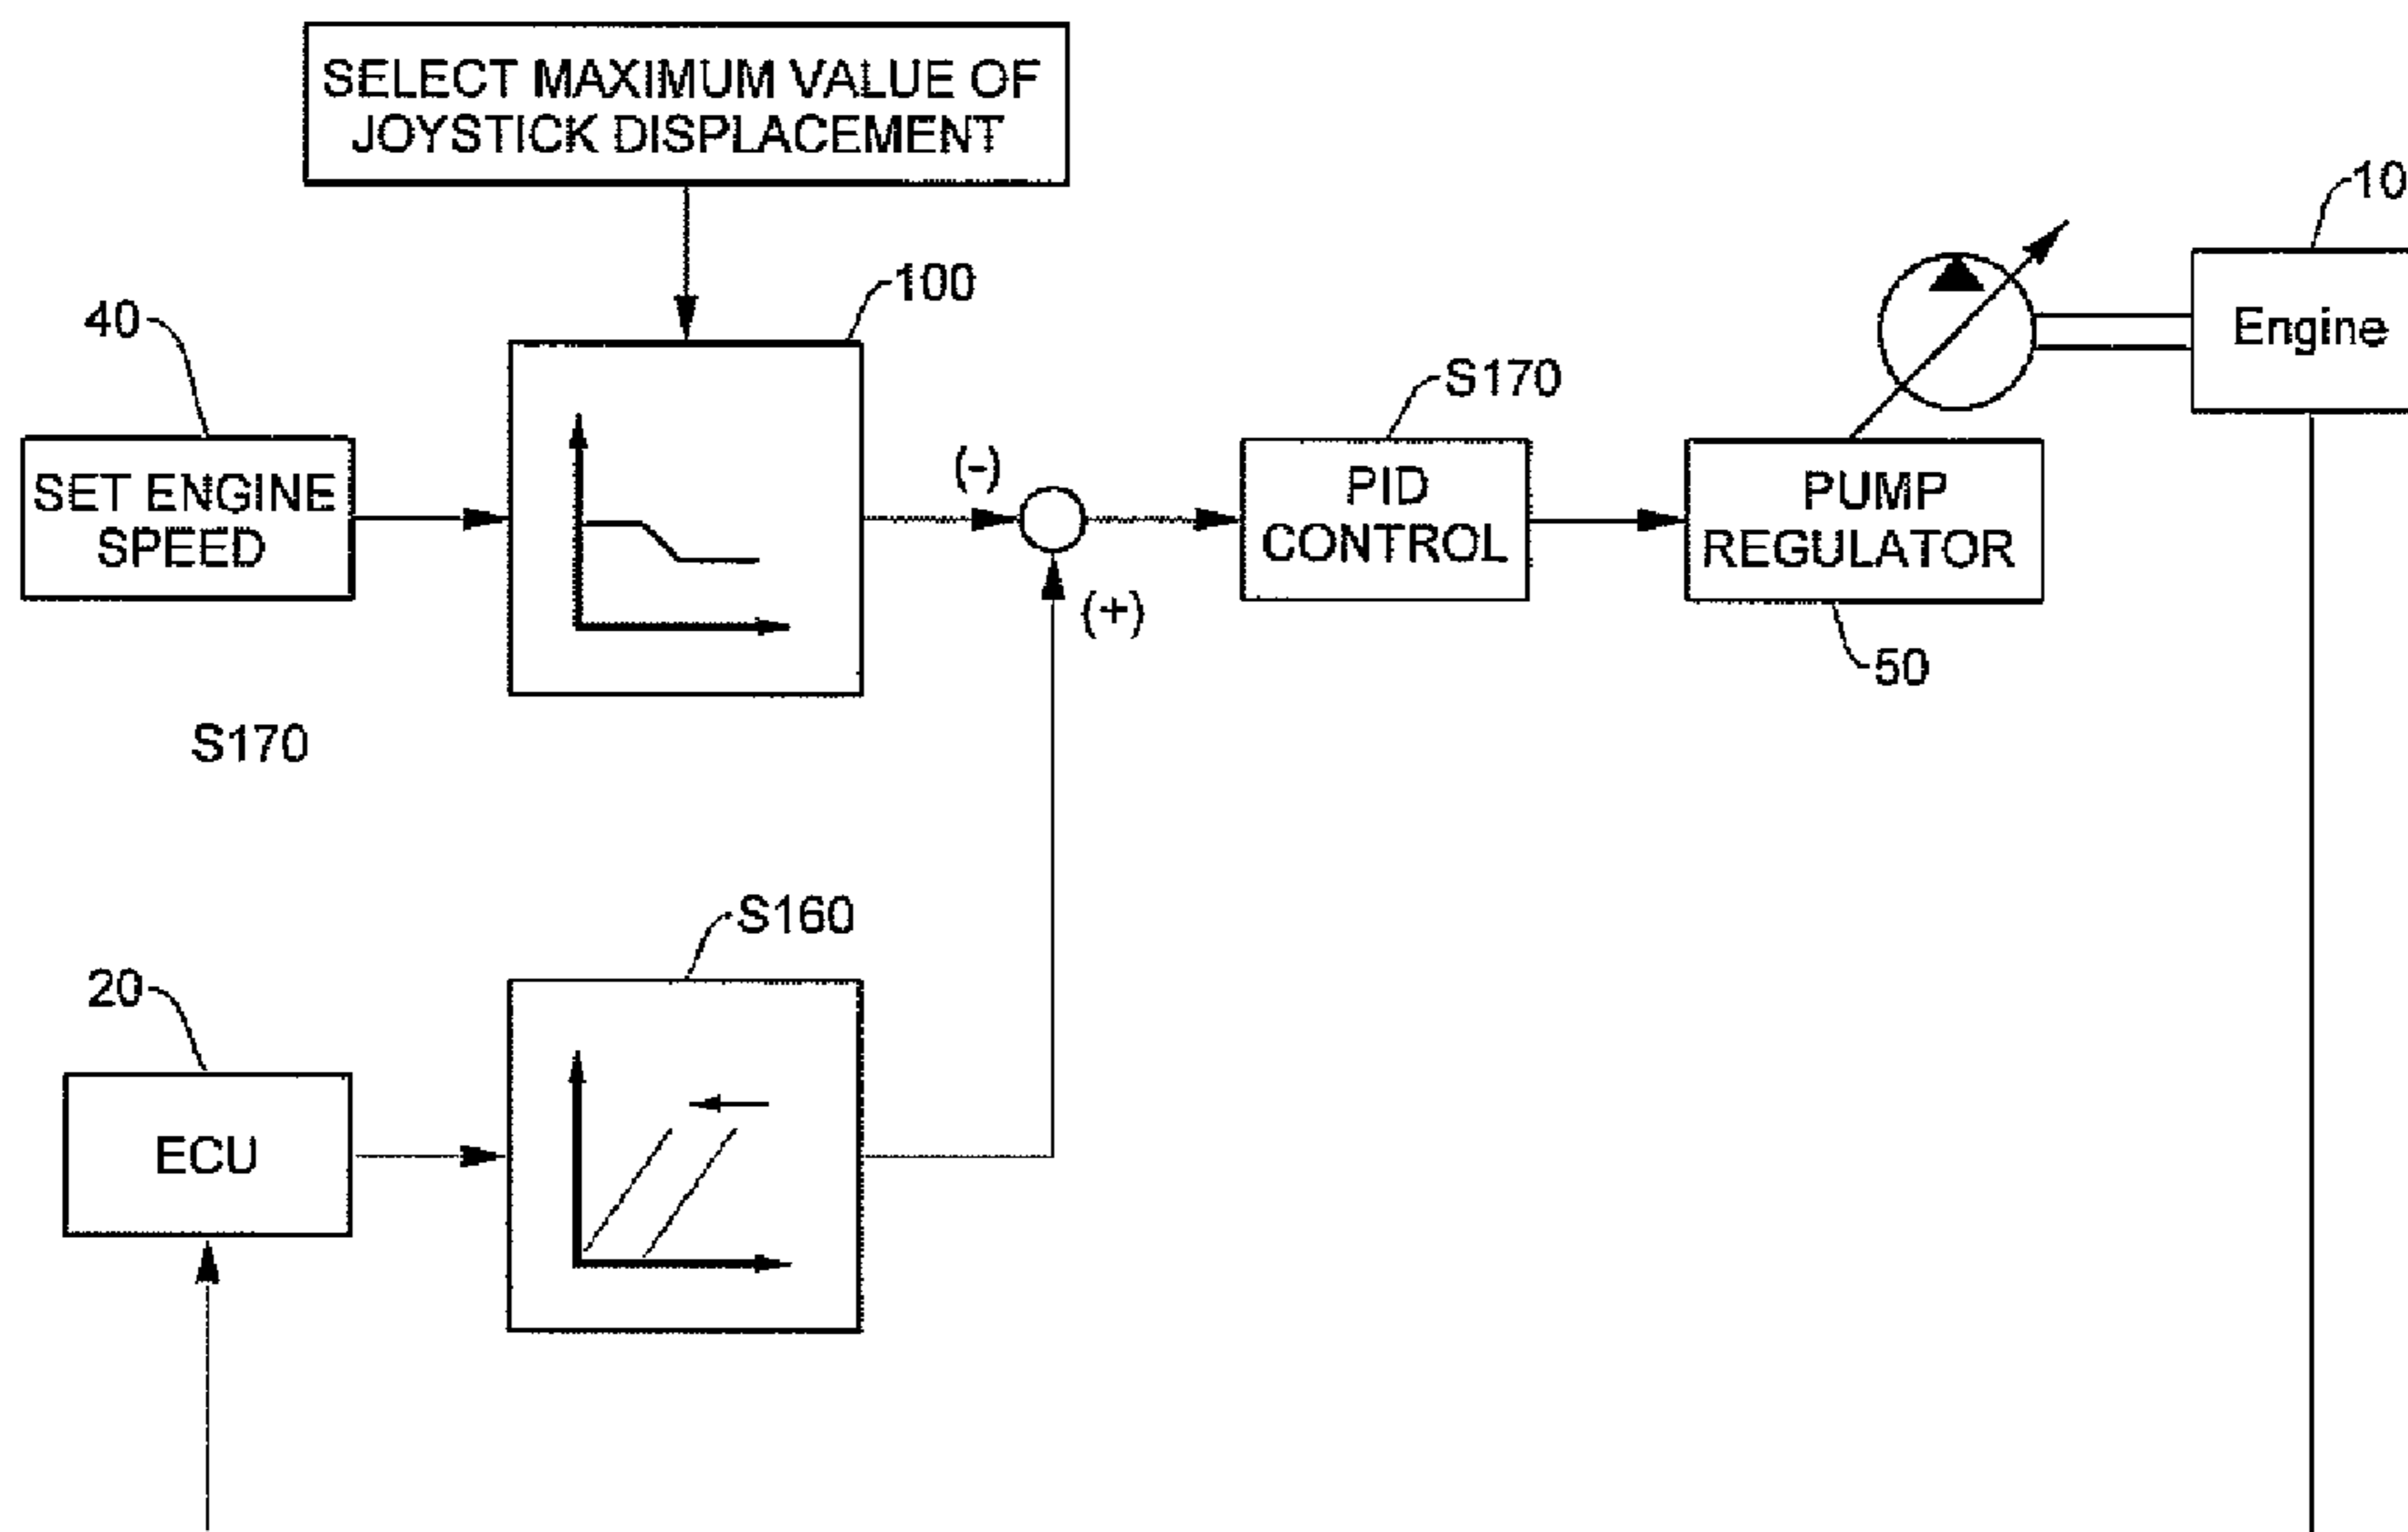 SELECT MAXIMUM VALUE OF
JOYSTICK DISPLACEMENT
10
100
40
S170
Engine
SET ENGINE
SPEED
(-)
PID
CONTROL
PUMP
REGULATOR
(+)
50
S170
S160
20
ECU